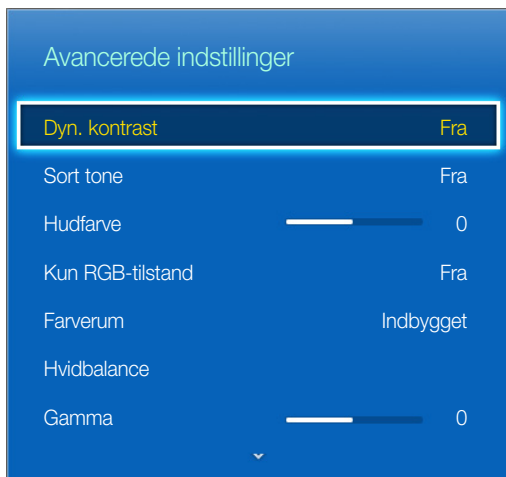 Avancerede indstillinger
Dyn. kontrast Fra
Sort tone Fra
Hudfarve 0
Kun RGB-tilstand Fra
Farverum Indbygget
Hvidbalance
Gamma 0